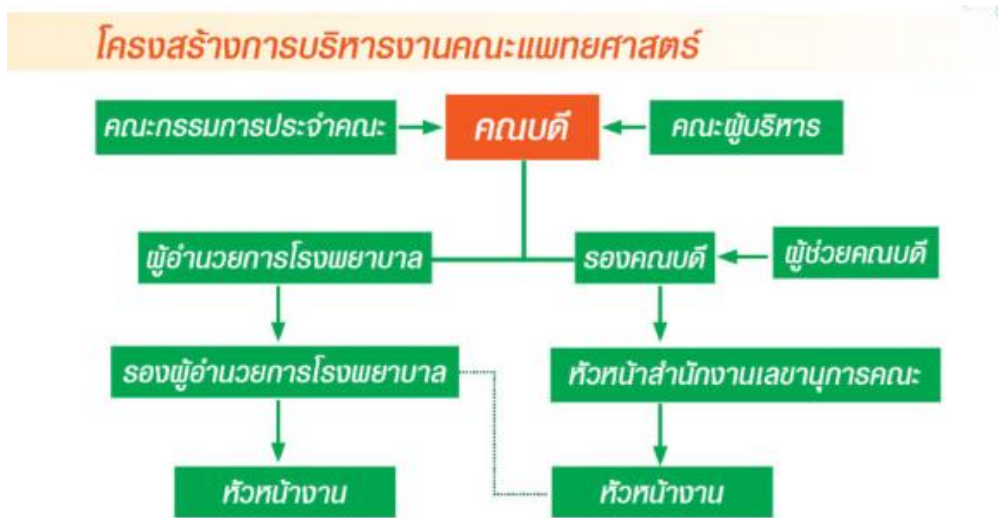 โครงสร้างการบริหารงานคณะแพทยศาสตร์
คณะกรรมการประจำคณะ
คณบดี
คณะผู้บริหาร
ผู้อำนวยการโรงพยาบาล
รองคณบดี
ผู้ช่วยคณบดี
รองผู้อำนวยการโรงพยาบาล
หัวหน้าสำนักงานเลขานุการคณะ
หัวหน้างาน
หัวหน้างาน